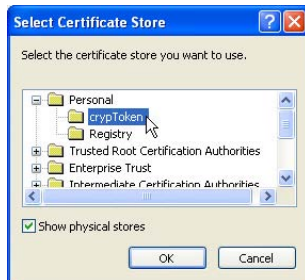 Select Certificate Store
Select the certificate store you want to use.
Personal
crypToken
Registry
Trusted Root Certification Authorities
Enterprise Trust
Intermediate Certification Authorities
Show physical stores
OK
Cancel